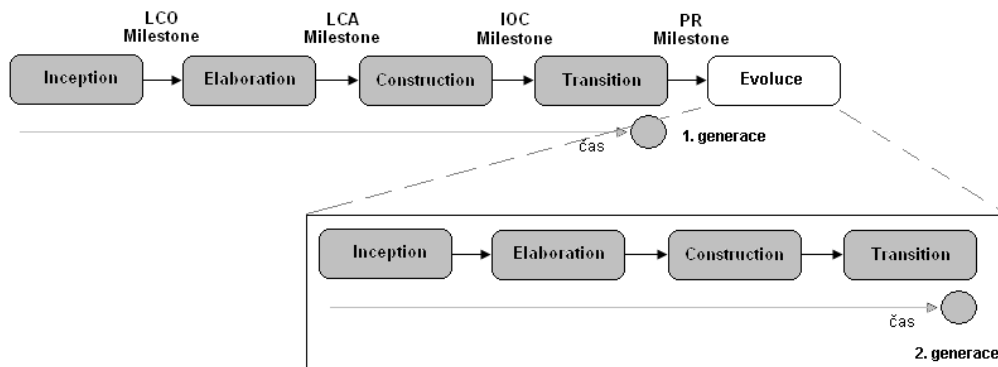 LCO
Milestone
LCA
Milestone
IOC
Milestone
PR
Milestone
Inception
Elaboration
Construction
Transition
Evoluce
čas
1. generace
Inception
Elaboration
Construction
Transition
čas
2. generace